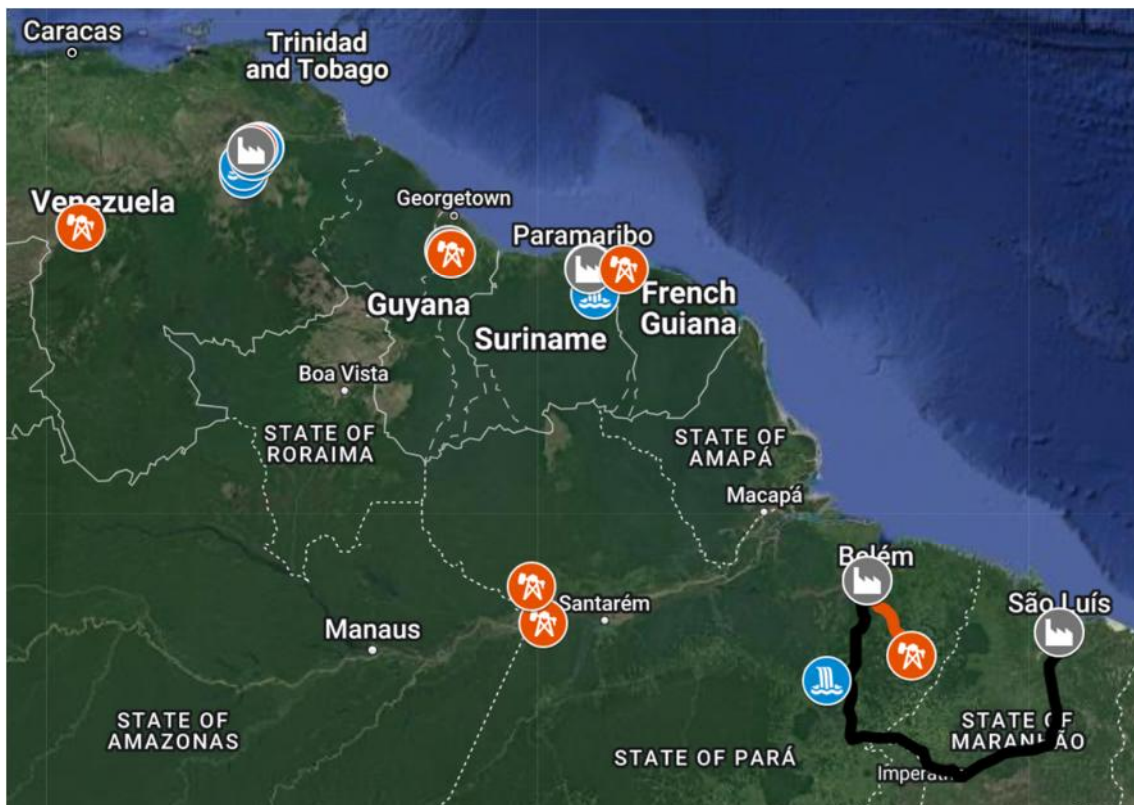 Caracas
Trinidad
and Tobago
Venezuela
Georgetown
Paramaribo
Guyana
French
Guiana
Suriname
Boa Vista
STATE OF
RORAIMA
STATE OF
AMAPÁ
Macapá
Belém
Santarém
São Luís
Manaus
STATE OF
AMAZONAS
STATE OF
MARANHÃO
STATE OF PARÁ